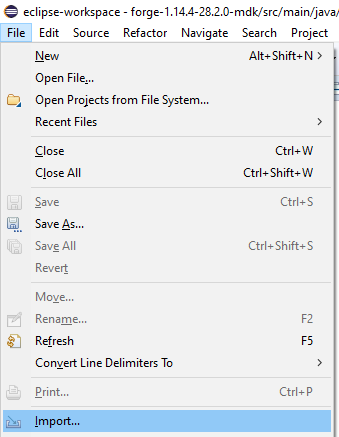 eclipse-workspace - forge-1.14.4-28.2.0-mdk/src/main/java/
File Edit Source Refactor Navigate Search Project
New Alt+Shift+N
Open File...
Open Projects from File System...
Recent Files
Close Ctrl+W
Close All Ctrl+Shift+W
Save Ctrl+S
Save As...
Save All Ctrl+Shift+S
Revert
Move...
Rename... F2
Refresh F5
Convert Line Delimiters To
Print... Ctrl+P
Import...